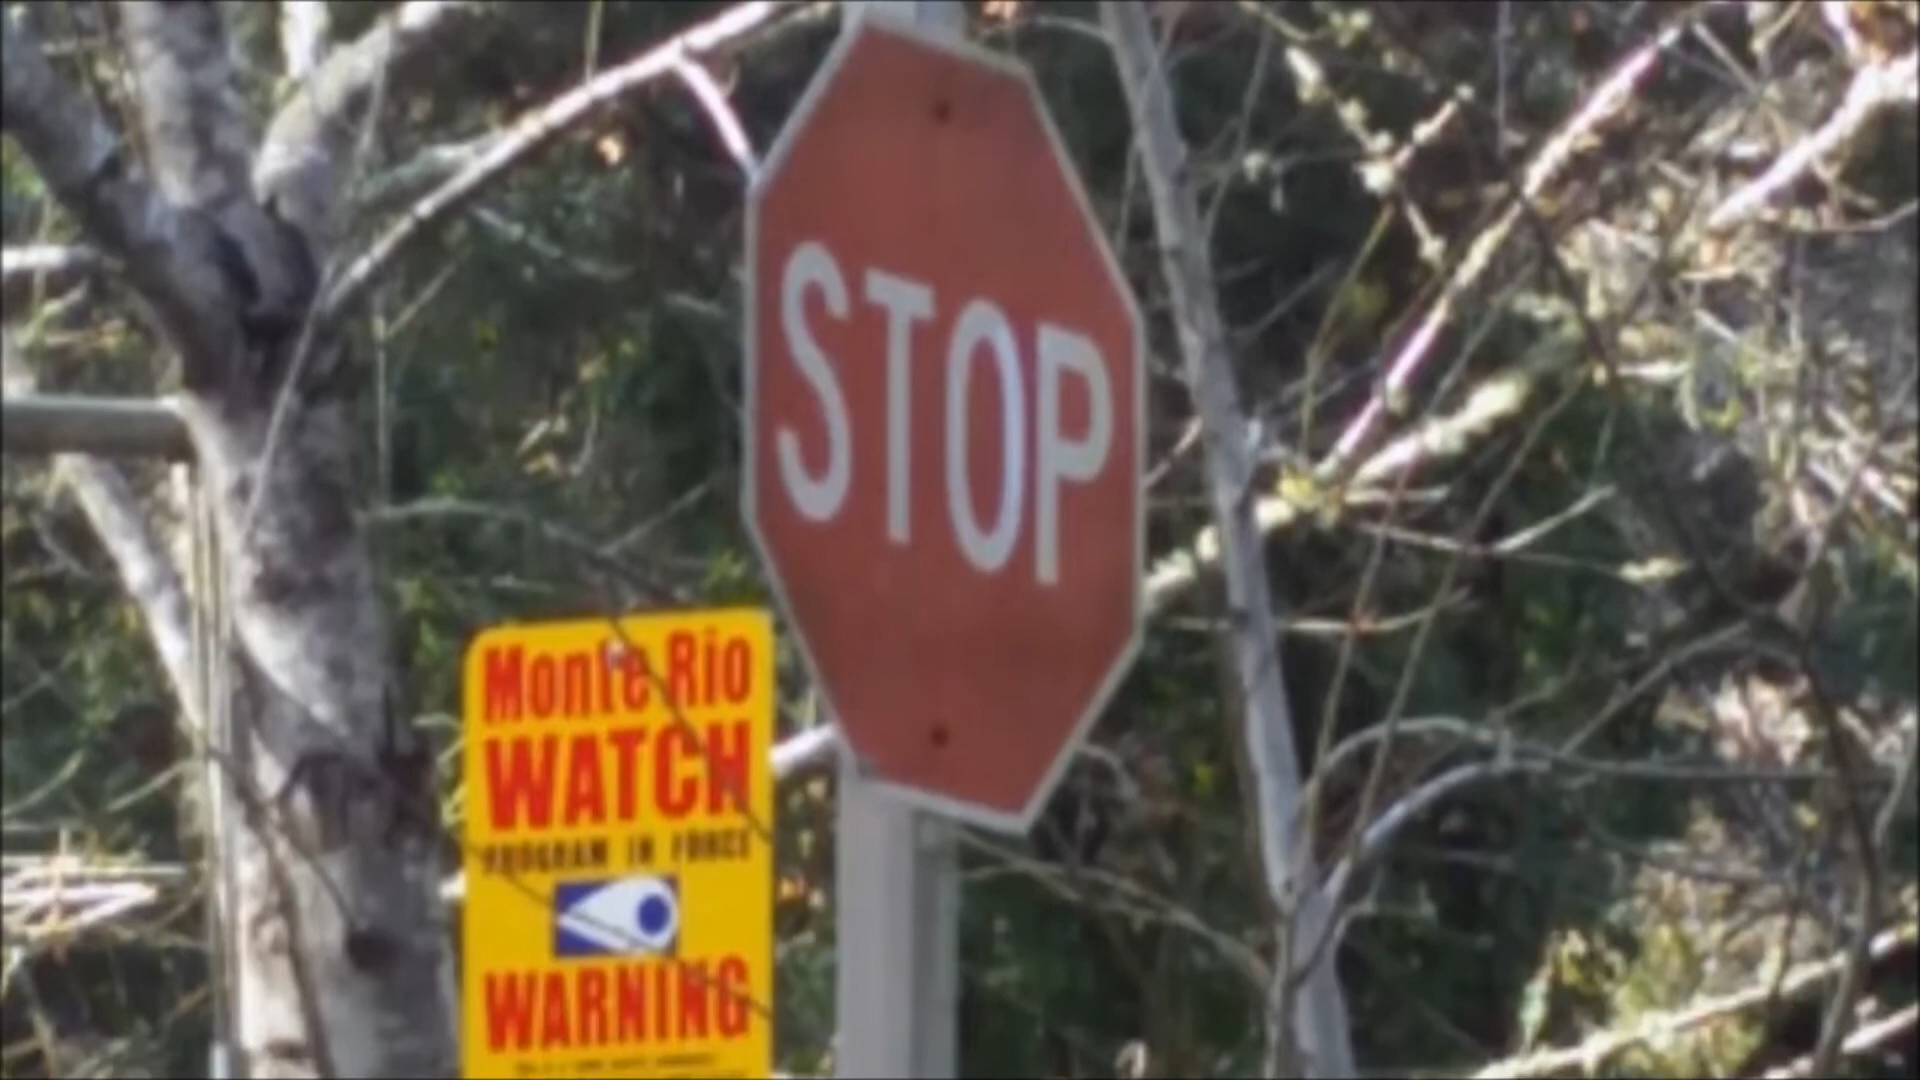 STOP
Monte Rio
WATCH
PROGRAM IN FORCE
WARNING